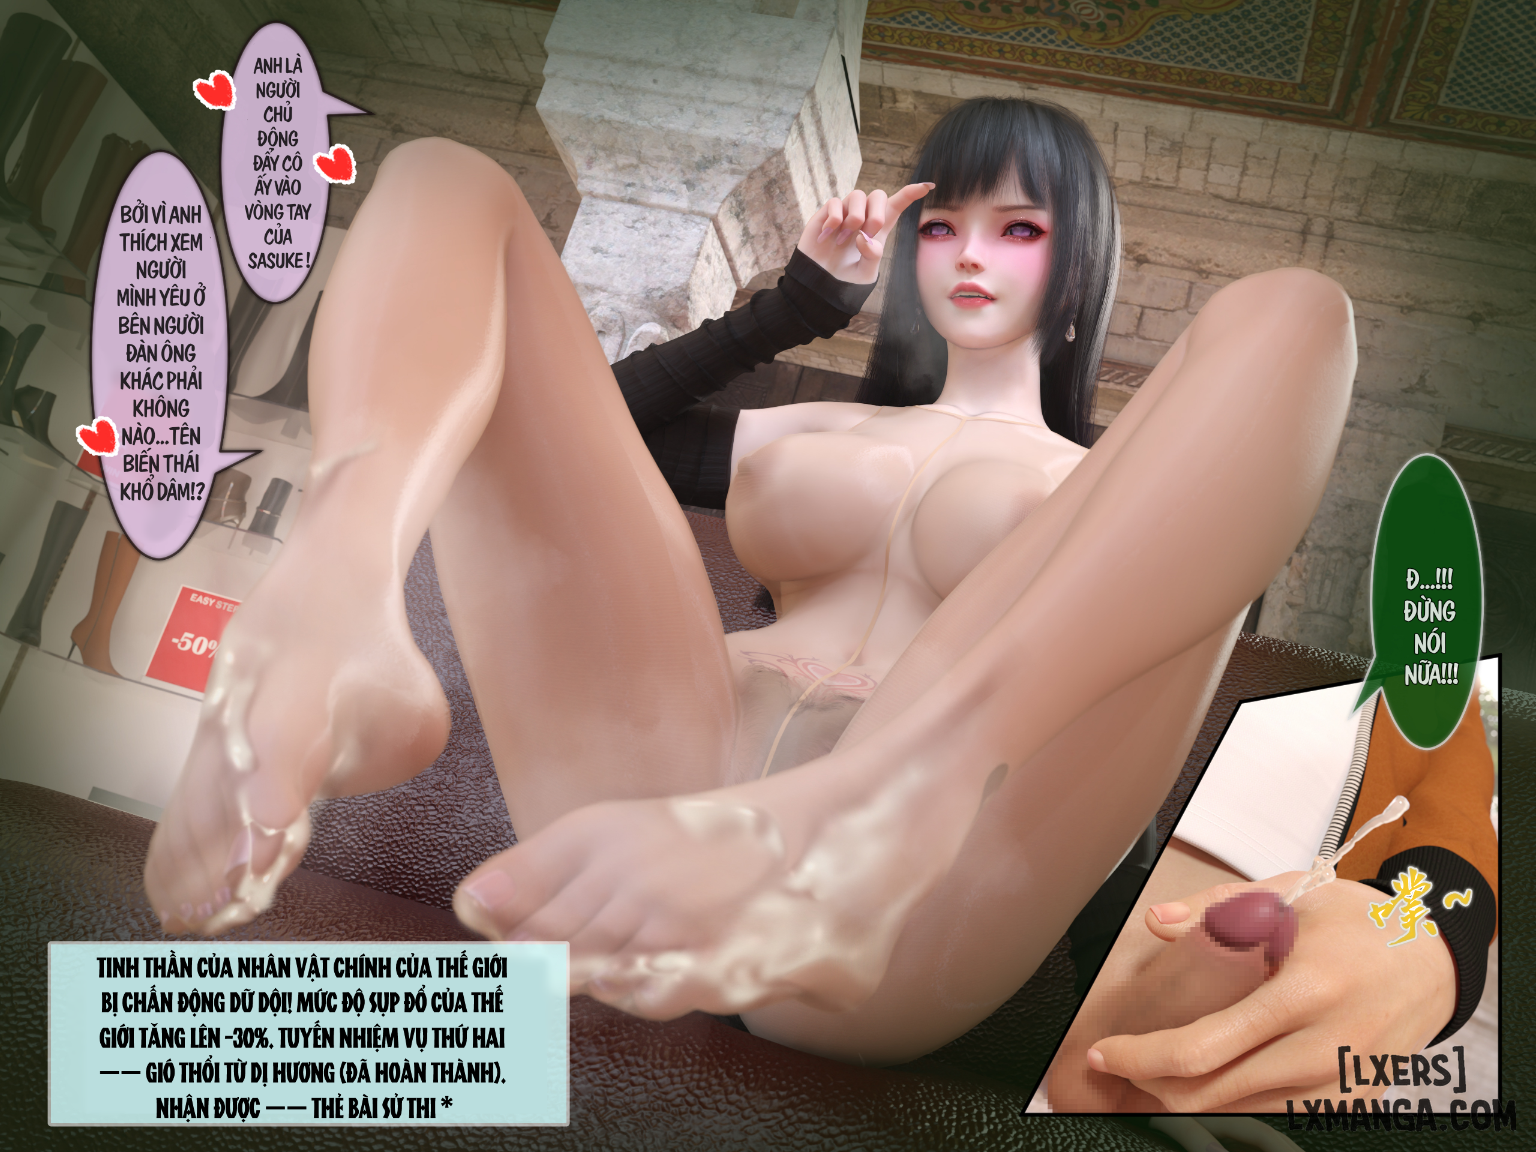 ANH LÀ
NGƯỜI
CHỦ
ĐỘNG
ĐẨY CÔ
ẤY VÀO
VÒNG TAY
CỦA
SASUKE!
BỞI VÌ ANH
THÍCH XEM
NGƯỜI
MÌNH YÊU Ở
BÊN NGƯỜI
ĐÀN ÔNG
KHÁC PHẢI
KHÔNG
NÀO...TÊN
BIẾN THÁI
KHỔ DÂM!?
EASY STEP
-50%
Đ...!!!
ĐỪNG
NÓI
NỮA!!!
噗~
TINH THẦN CỦA NHÂN VẬT CHÍNH CỦA THẾ GIỚI
BỊ CHẤN ĐỘNG DỮ DỘI! MỨC ĐỘ SỤP ĐỔ CỦA THẾ
GIỚI TĂNG LÊN -30%. TUYẾN NHIỆM VỤ THỨ HAI
—— GIÓ THỔI TỪ DỊ HƯƠNG (ĐÃ HOÀN THÀNH).
NHẬN ĐƯỢC —— THẺ BÀI SỬ THI *
[LXERS]
LXMANGA.COM